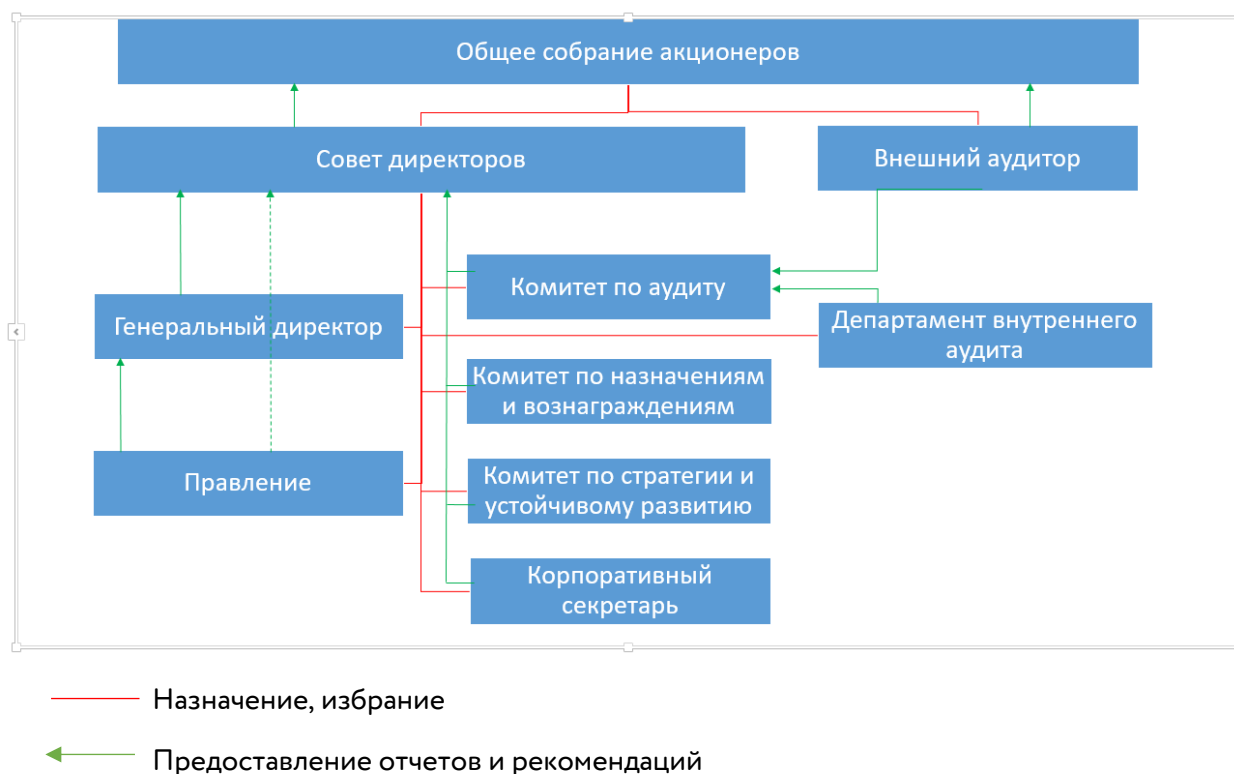 Общее собрание акционеров
Совет директоров
Внешний аудитор
Комитет по аудиту
Генеральный директор
Департамент внутреннего
аудита
Комитет по назначениям
и вознаграждениям
Правление
Комитет по стратегии и
устойчивому развитию
Корпоративный
секретарь
Назначение, избрание
Предоставление отчетов и рекомендаций